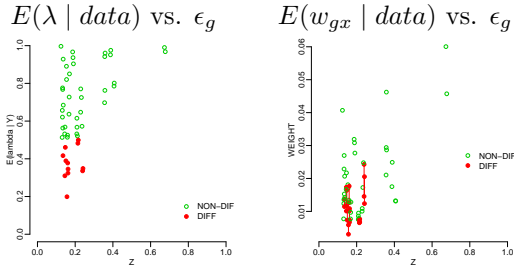 E(λ | data) vs. ϵ_g
E(w_{gx} | data) vs. ϵ_g
E(lambda | Y)
1.0
0.8
0.6
0.4
0.2
0.0
NON-DIF
DIFF
0.0 0.2 0.4 0.6 0.8 1.0
Z
WEIGHT
0.06
0.05
0.04
0.03
0.02
0.01
NON-DIFF
DIFF
0.0 0.2 0.4 0.6 0.8 1.0
Z